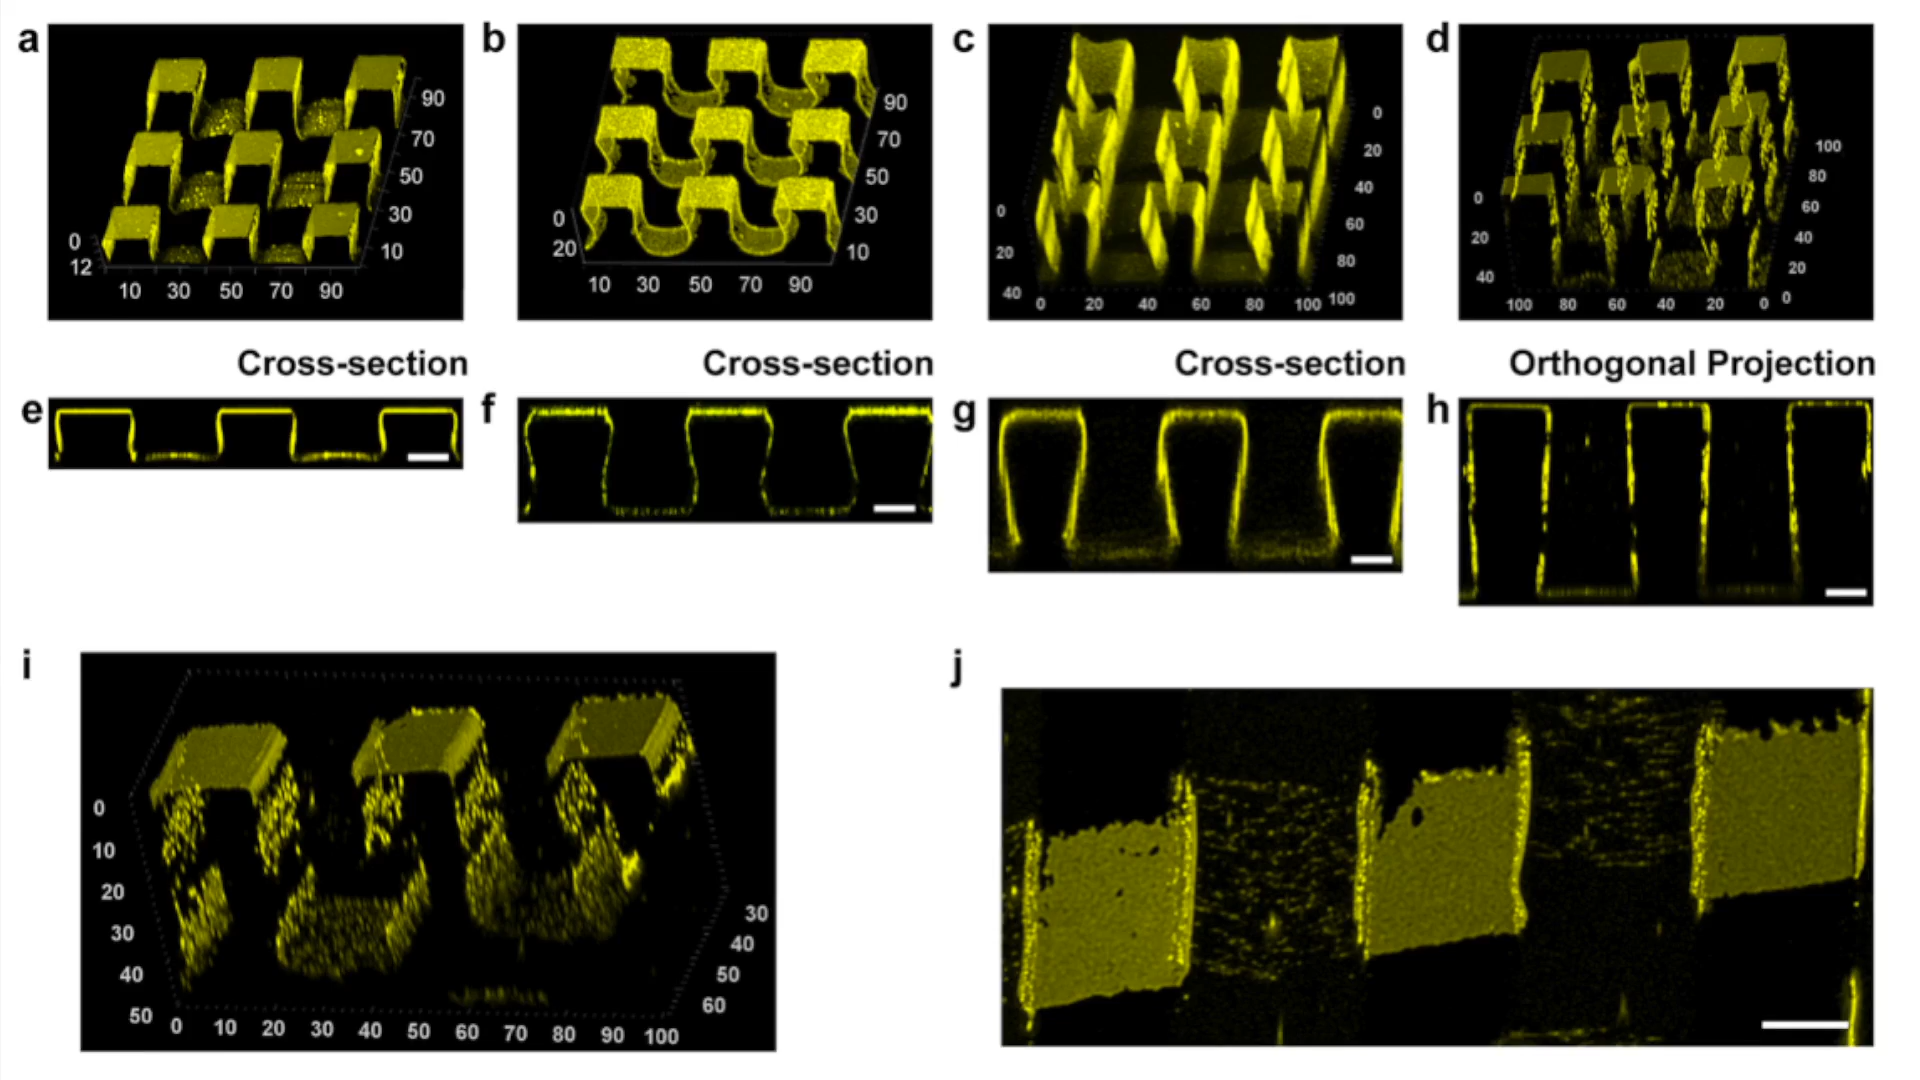 a
b
c
d
90
70
50
30
10
0
12
10 30 50 70 90
90
70
50
30
10
0
20
10 30 50 70 90
0
20
40
60
80
100
0
20
40
0 20 40 60 80 100
100
80
60
40
20
0
0
20
40
100 80 60 40 20 0
Cross-section
Cross-section
Cross-section
Orthogonal Projection
e
f
g
h
i
j
0
10
20
30
40
50
0 10 20 30 40 50 60 70 80 90 100
30
40
50
60